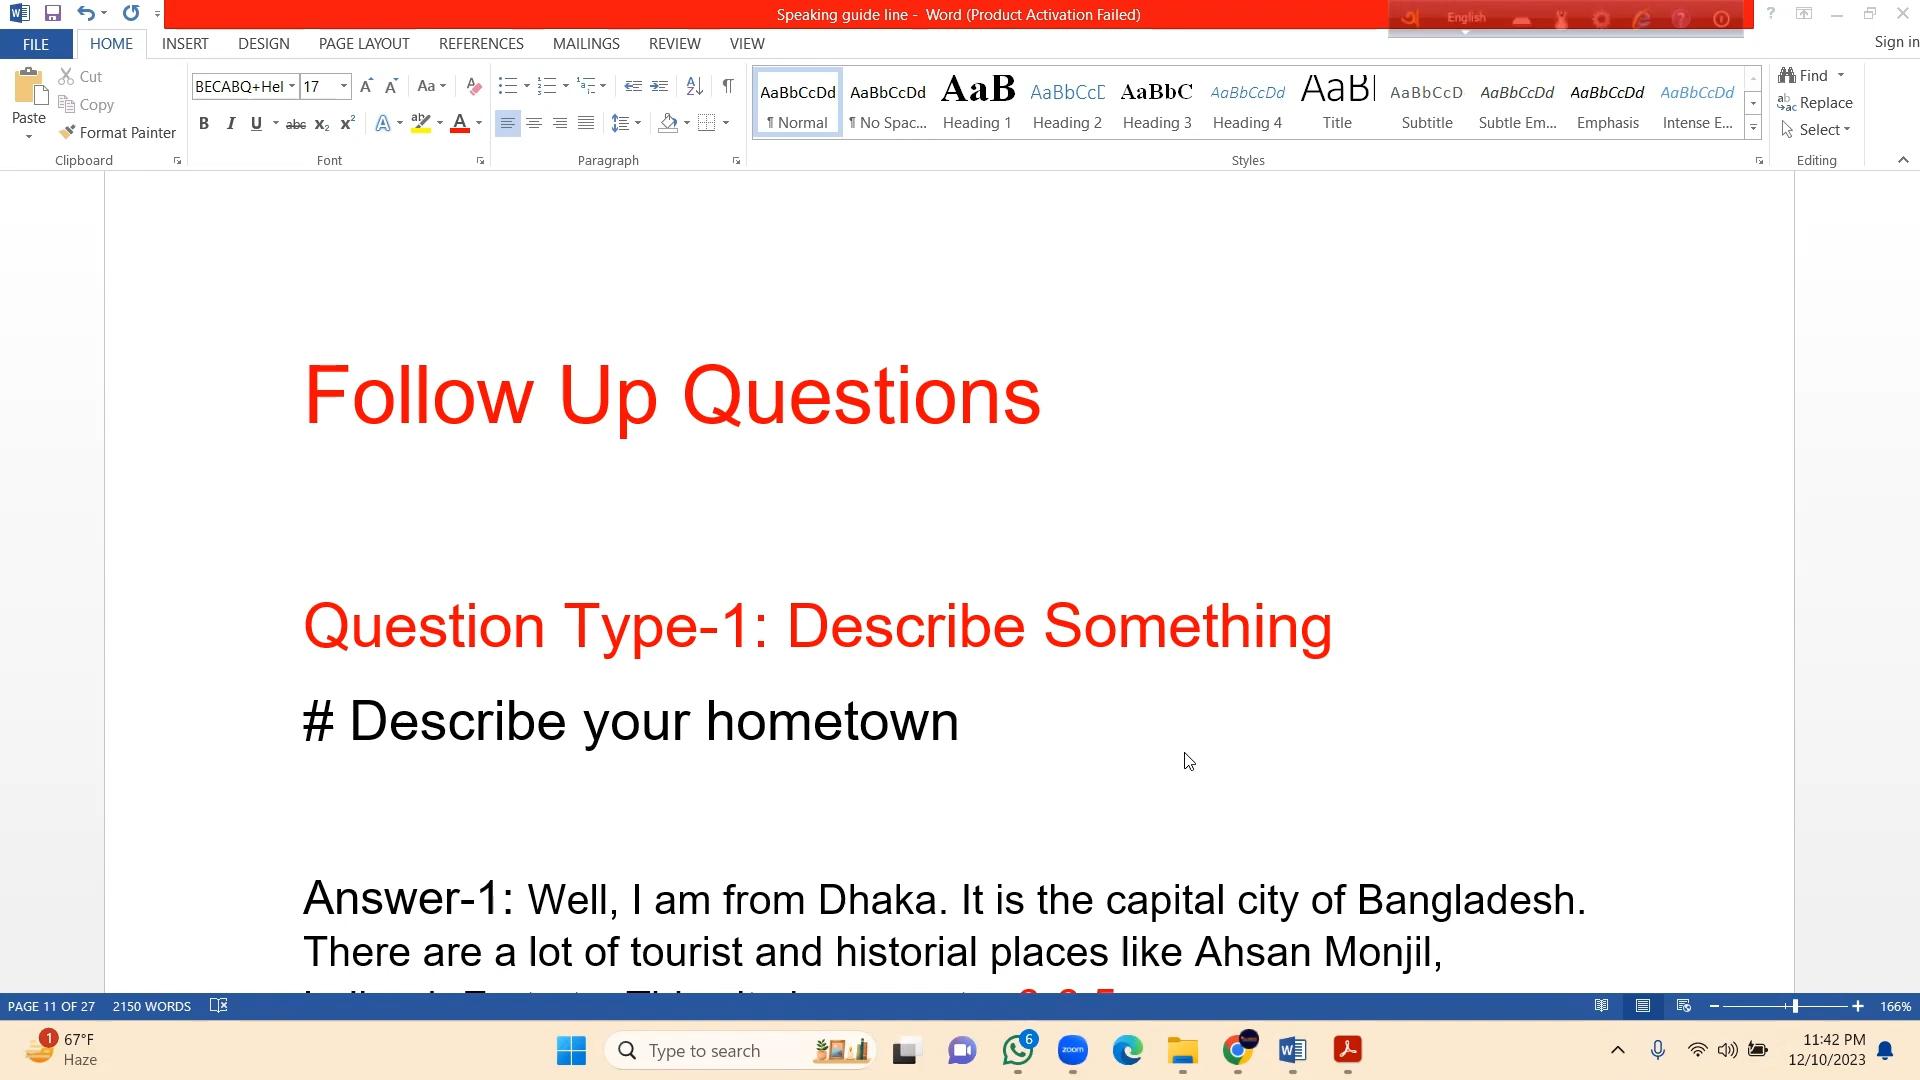 Speaking guide line - Word (Product Activation Failed)
English
Sign in
FILE HOME INSERT DESIGN PAGE LAYOUT REFERENCES MAILINGS REVIEW VIEW
Paste
Cut
Copy
Format Painter
Clipboard
BECABQ+Hel 17
Font
Paragraph
AaBbCcDd AaBbCcDd AaB AaBbCcD AaBbC AaBbCcDd AaB AaBbCcD AaBbCcDd AaBbCcDd AaBbCcDd
¶ Normal ¶ No Spac... Heading 1 Heading 2 Heading 3 Heading 4 Title Subtitle Subtle Em... Emphasis Intense E...
Styles
Find
Replace
Select
Editing
Follow Up Questions
Question Type-1: Describe Something
# Describe your hometown
Answer-1: Well, I am from Dhaka. It is the capital city of Bangladesh.
There are a lot of tourist and historial places like Ahsan Monjil,
PAGE 11 OF 27 2150 WORDS
166%
1
67°F
Haze
Type to search
6
zoom
11:42 PM
12/10/2023